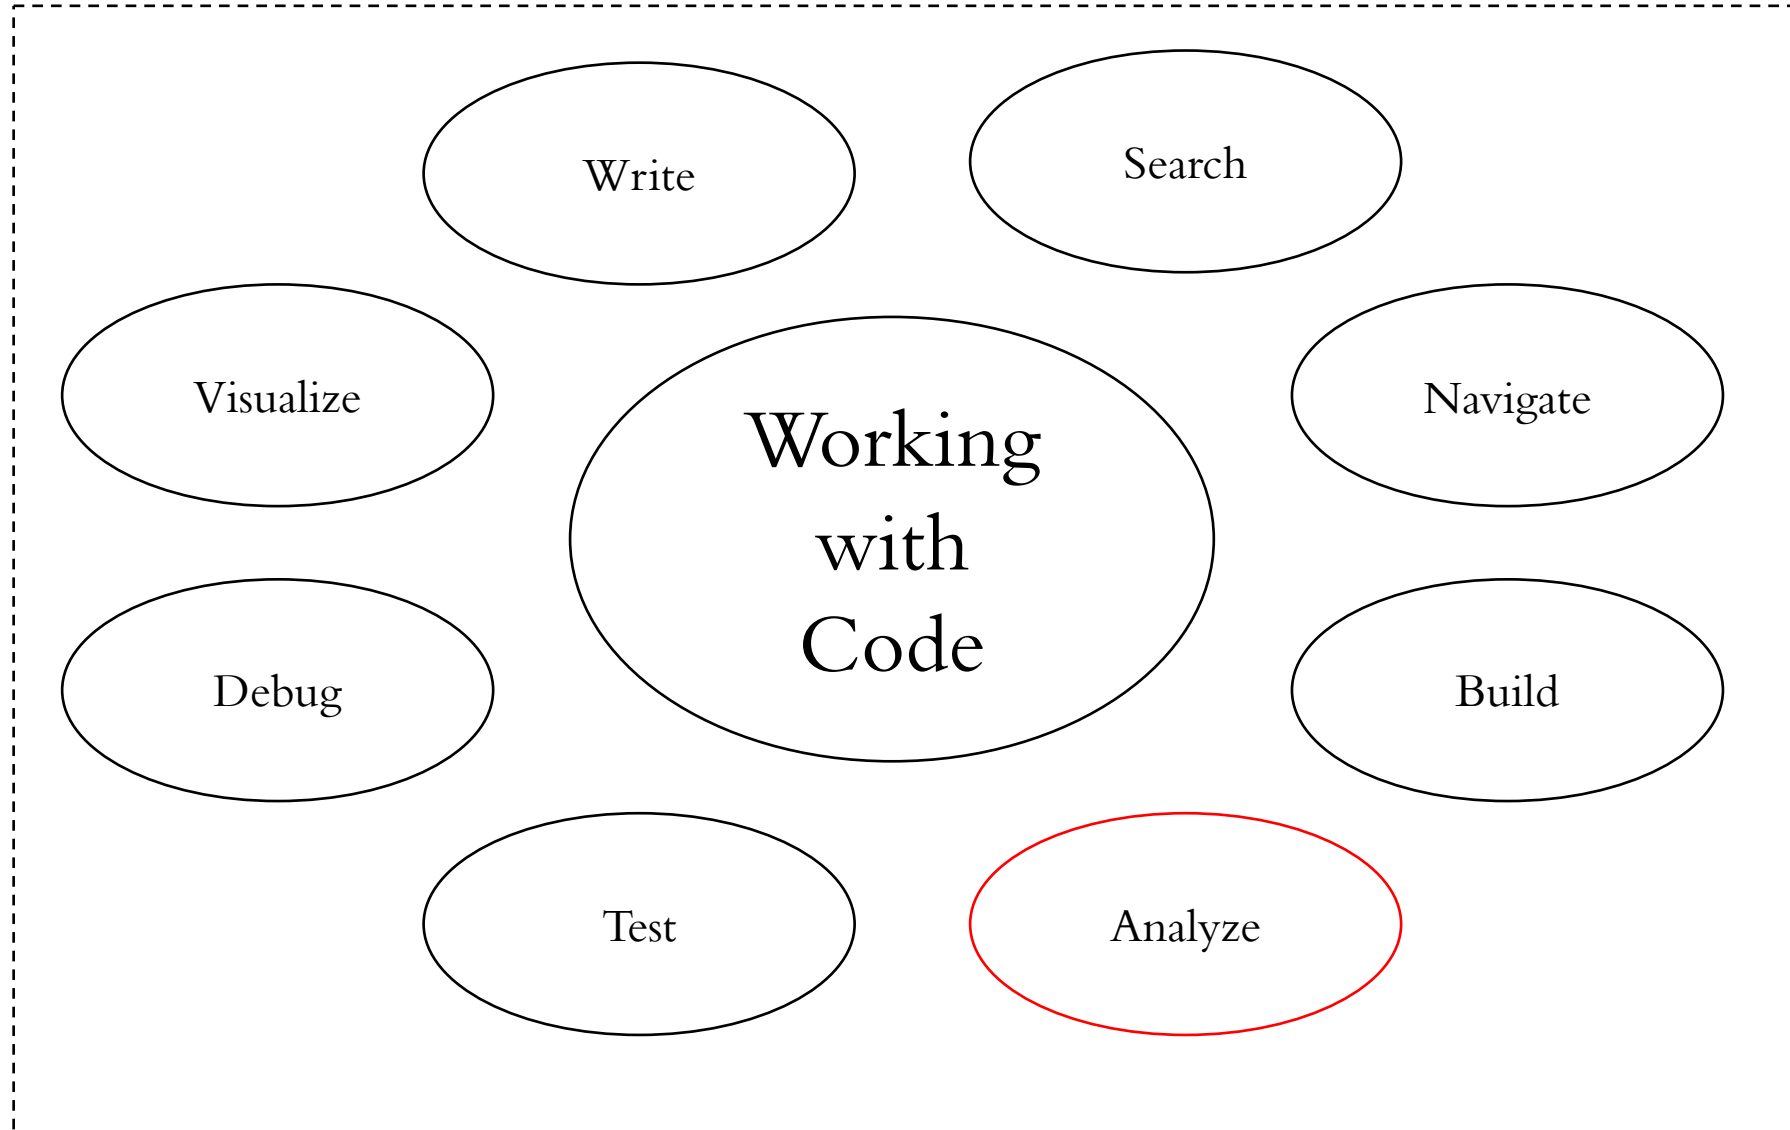 Write
Search
Visualize
Navigate
Working
with
Code
Debug
Build
Test
Analyze